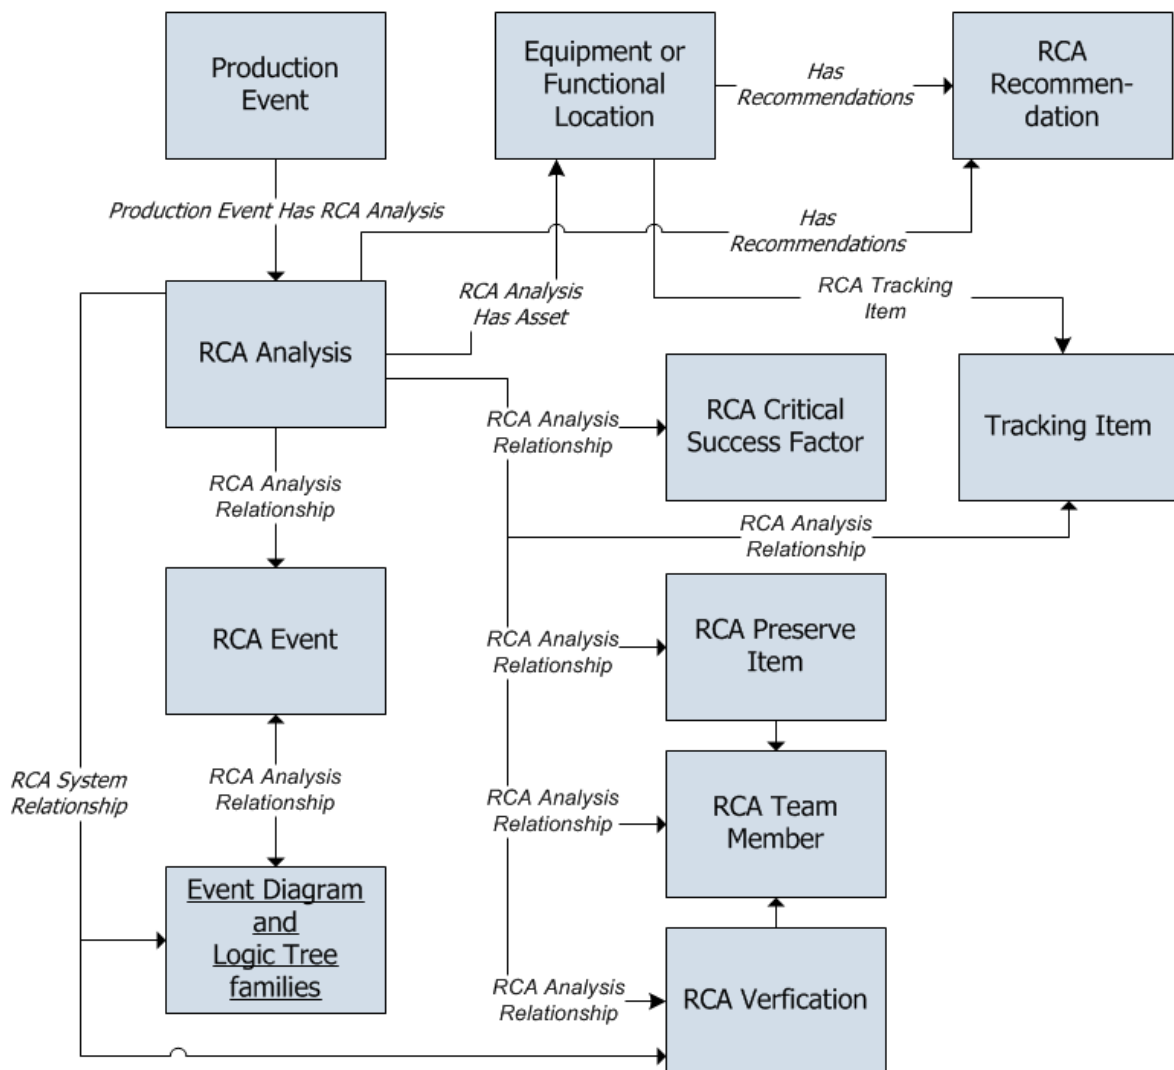 Production
Event
Equipment or
Functional
Location
Has
Recommendations
RCA
Recommen-
dation
Production Event Has RCA Analysis
Has
Recommendations
RCA Analysis
Has Asset
RCA Tracking
Item
RCA Analysis
RCA Analysis
Relationship
RCA Critical
Success Factor
Tracking Item
RCA Analysis
Relationship
RCA Analysis
Relationship
RCA Event
RCA Analysis
Relationship
RCA Preserve
Item
RCA System
Relationship
RCA Analysis
Relationship
RCA Analysis
Relationship
RCA Team
Member
Event Diagram
and
Logic Tree
families
RCA Analysis
Relationship
RCA Verfication